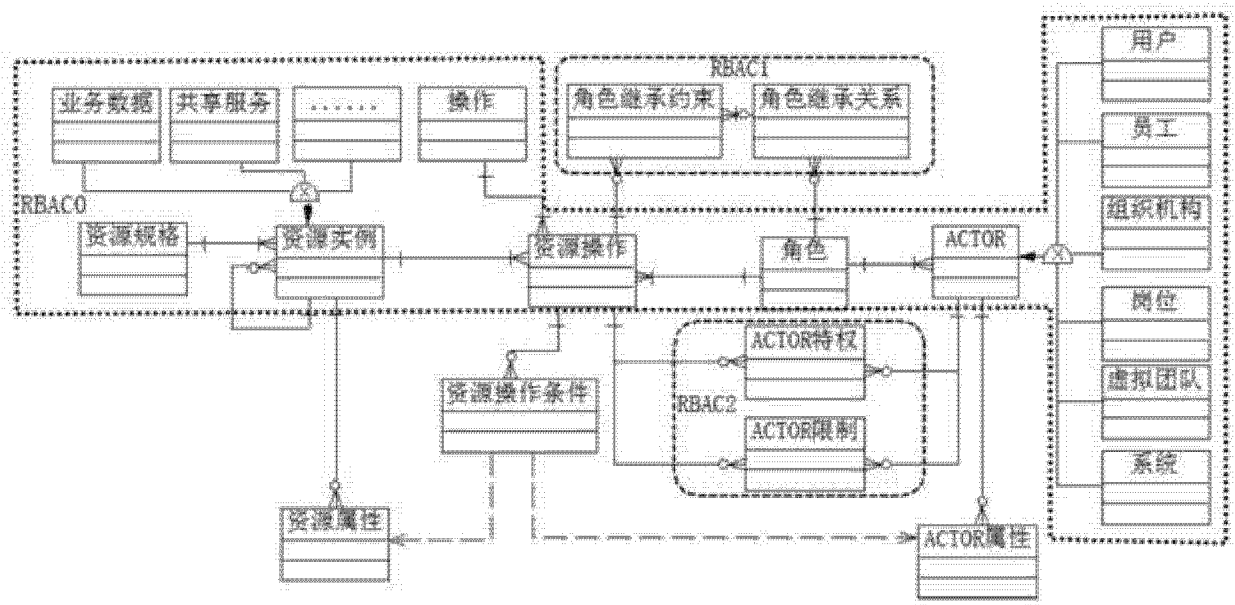 用户
RBAC1
业务数据
共享服务
......
操作
角色继承约束
角色继承关系
员工
RBAC0
组织机构
资源规格
资源实例
资源操作
角色
ACTOR
岗位
ACTOR特权
虚拟团队
资源操作条件
RBAC2
ACTOR限制
系统
资源属性
ACTOR属性